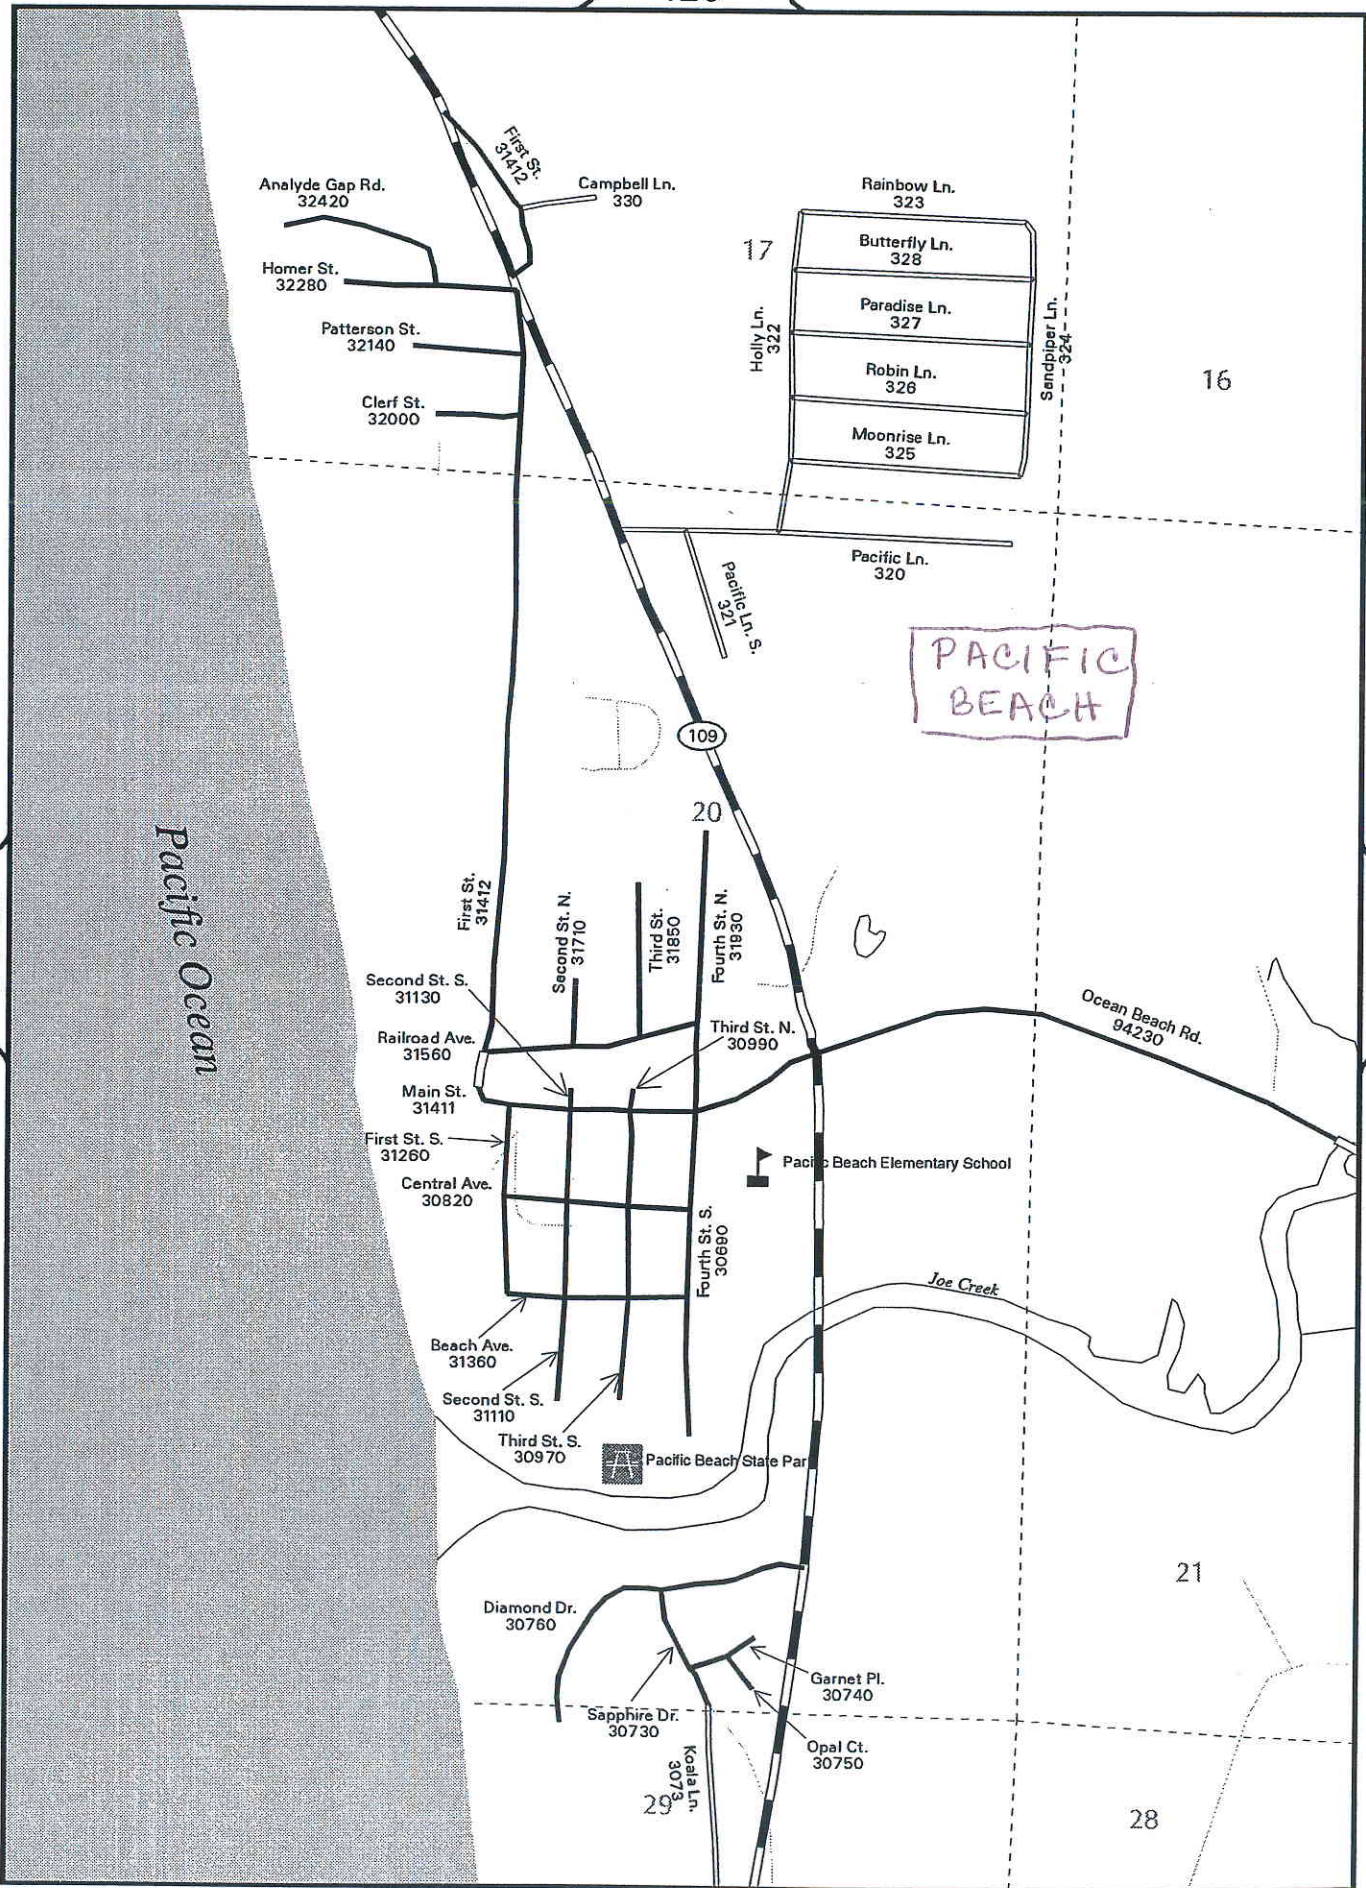 First St.
31412
Analyde Gap Rd.
32420
Campbell Ln.
330
Rainbow Ln.
323
17
Butterfly Ln.
328
Homer St.
32280
Paradise Ln.
327
Holly Ln.
322
Sandpiper Ln.
324
Patterson St.
32140
Robin Ln.
326
16
Clerf St.
32000
Moonrise Ln.
325
Pacific Ln.
320
Pacific Ln. S.
321
PACIFIC
BEACH
109
20
Pacific Ocean
First St.
31412
Second St. N.
31710
Third St.
31850
Fourth St. N.
31930
Second St. S.
31130
Ocean Beach Rd.
94230
Railroad Ave.
31560
Third St. N.
30990
Main St.
31411
First St. S.
31260
Pacific Beach Elementary School
Central Ave.
30820
Fourth St. S.
30690
Joe Creek
Beach Ave.
31360
Second St. S.
31110
Third St. S.
30970
Pacific Beach State Par
21
Diamond Dr.
30760
Garnet Pl.
30740
Sapphire Dr.
30730
Opal Ct.
30750
Koala Ln.
3073
29
28